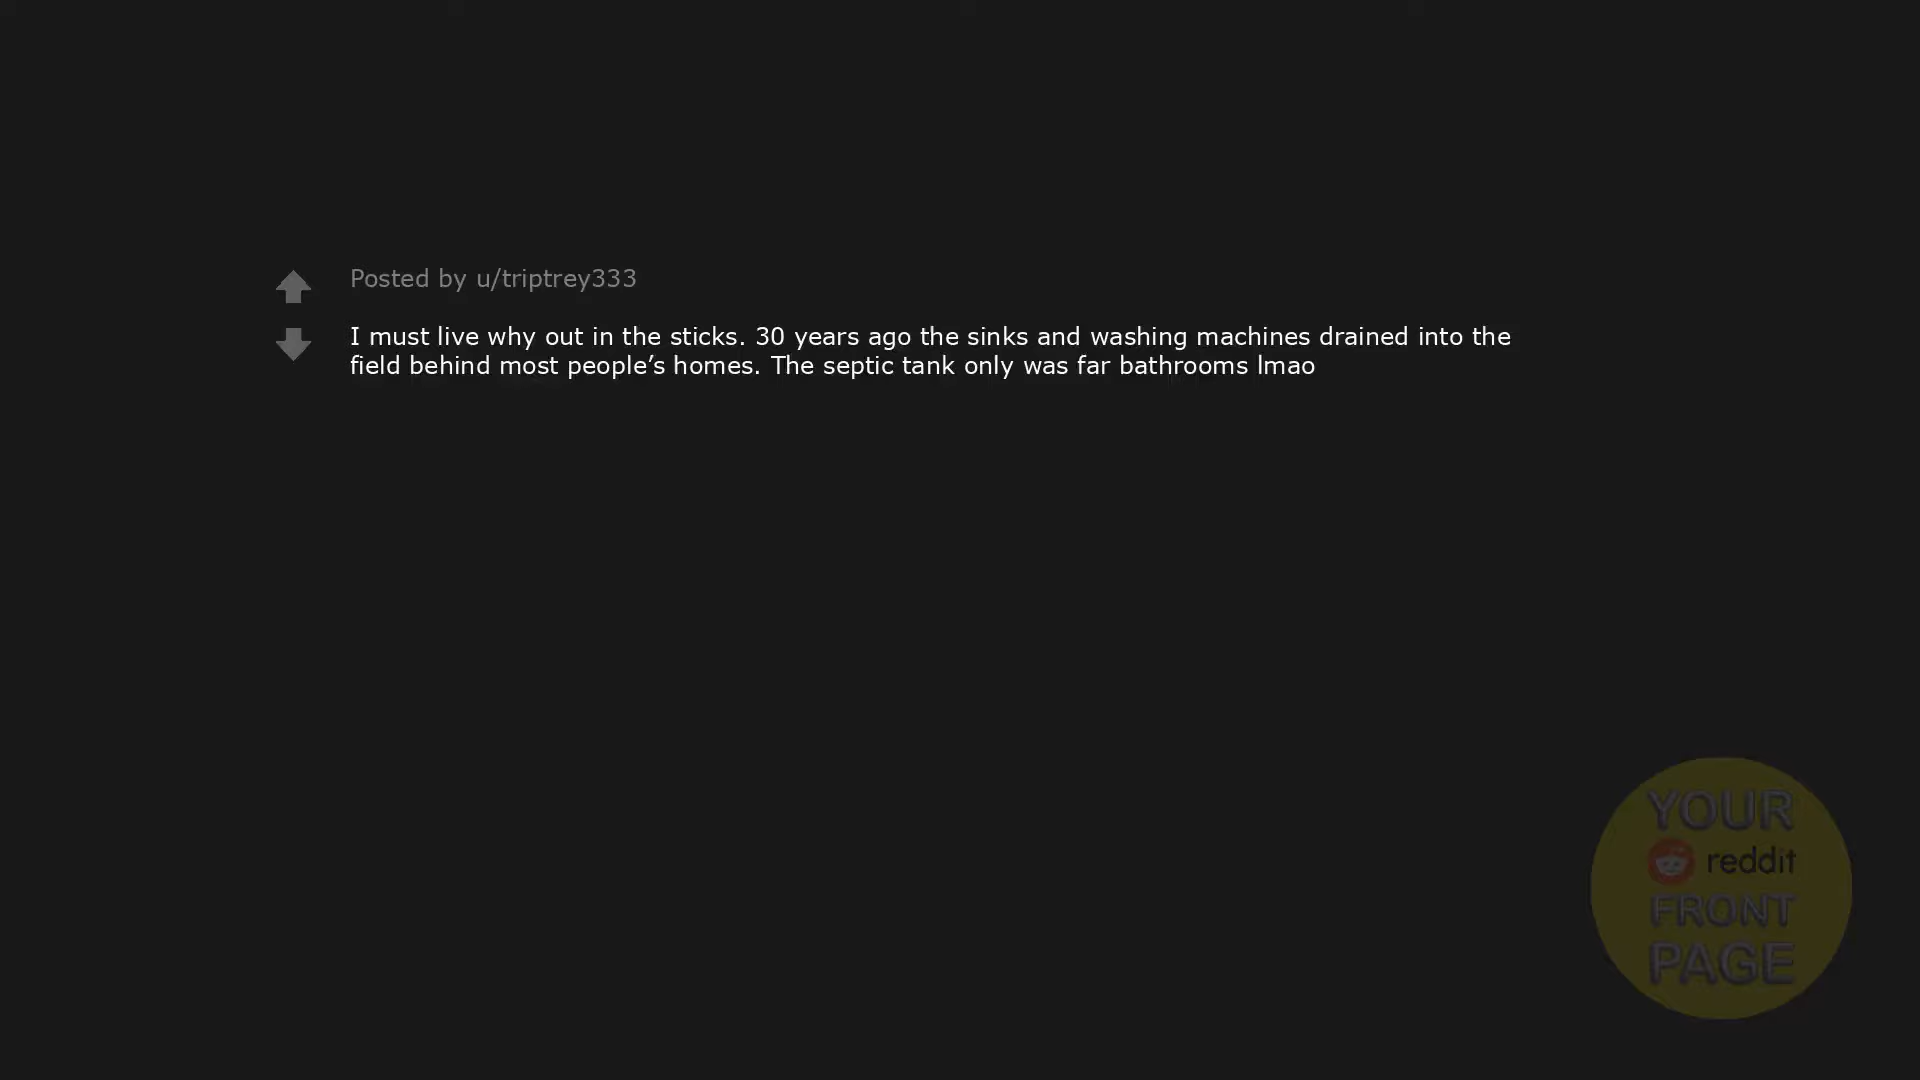 Posted by u/triptrey333
I must live why out in the sticks. 30 years ago the sinks and washing machines drained into the
field behind most people’s homes. The septic tank only was far bathrooms lmao
YOUR
reddit
FRONT
PAGE